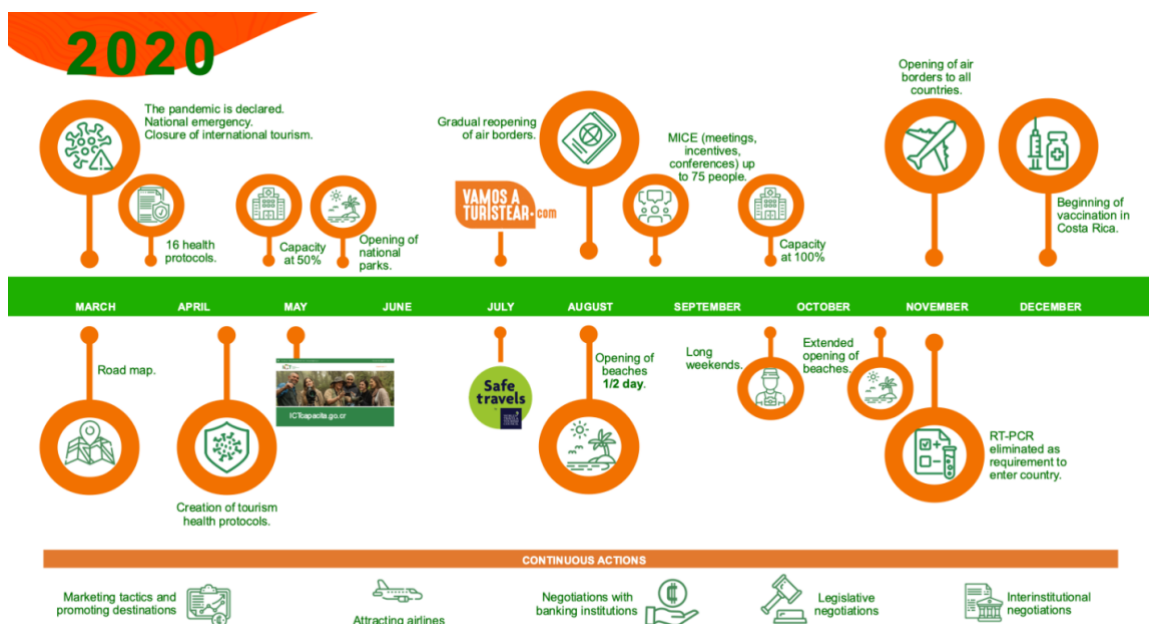 2020
The pandemic is declared.
National emergency.
Closure of international tourism.
16 health
protocols.
Capacity
at 50%
Opening of
national
parks.
VAMOS A
TURISTEAR.com
Gradual reopening
of air borders.
MICE (meetings,
incentives,
conferences) up
to 75 people.
Capacity
at 100%
Opening of air
borders to all
countries.
Beginning of
vaccination in
Costa Rica.
MARCH APRIL MAY JUNE JULY AUGUST SEPTEMBER OCTOBER NOVEMBER DECEMBER
Road map.
Creation of tourism
health protocols.
ICTcapacita.go.cr
Safe
travels
Opening of
beaches
1/2 day.
Long
weekends.
Extended
opening of
beaches.
RT-PCR
eliminated as
requirement to
enter country.
CONTINUOUS ACTIONS
Marketing tactics and
promoting destinations
Attracting airlines
Negotiations with
banking institutions
Legislative
negotiations
Interinstitutional
negotiations